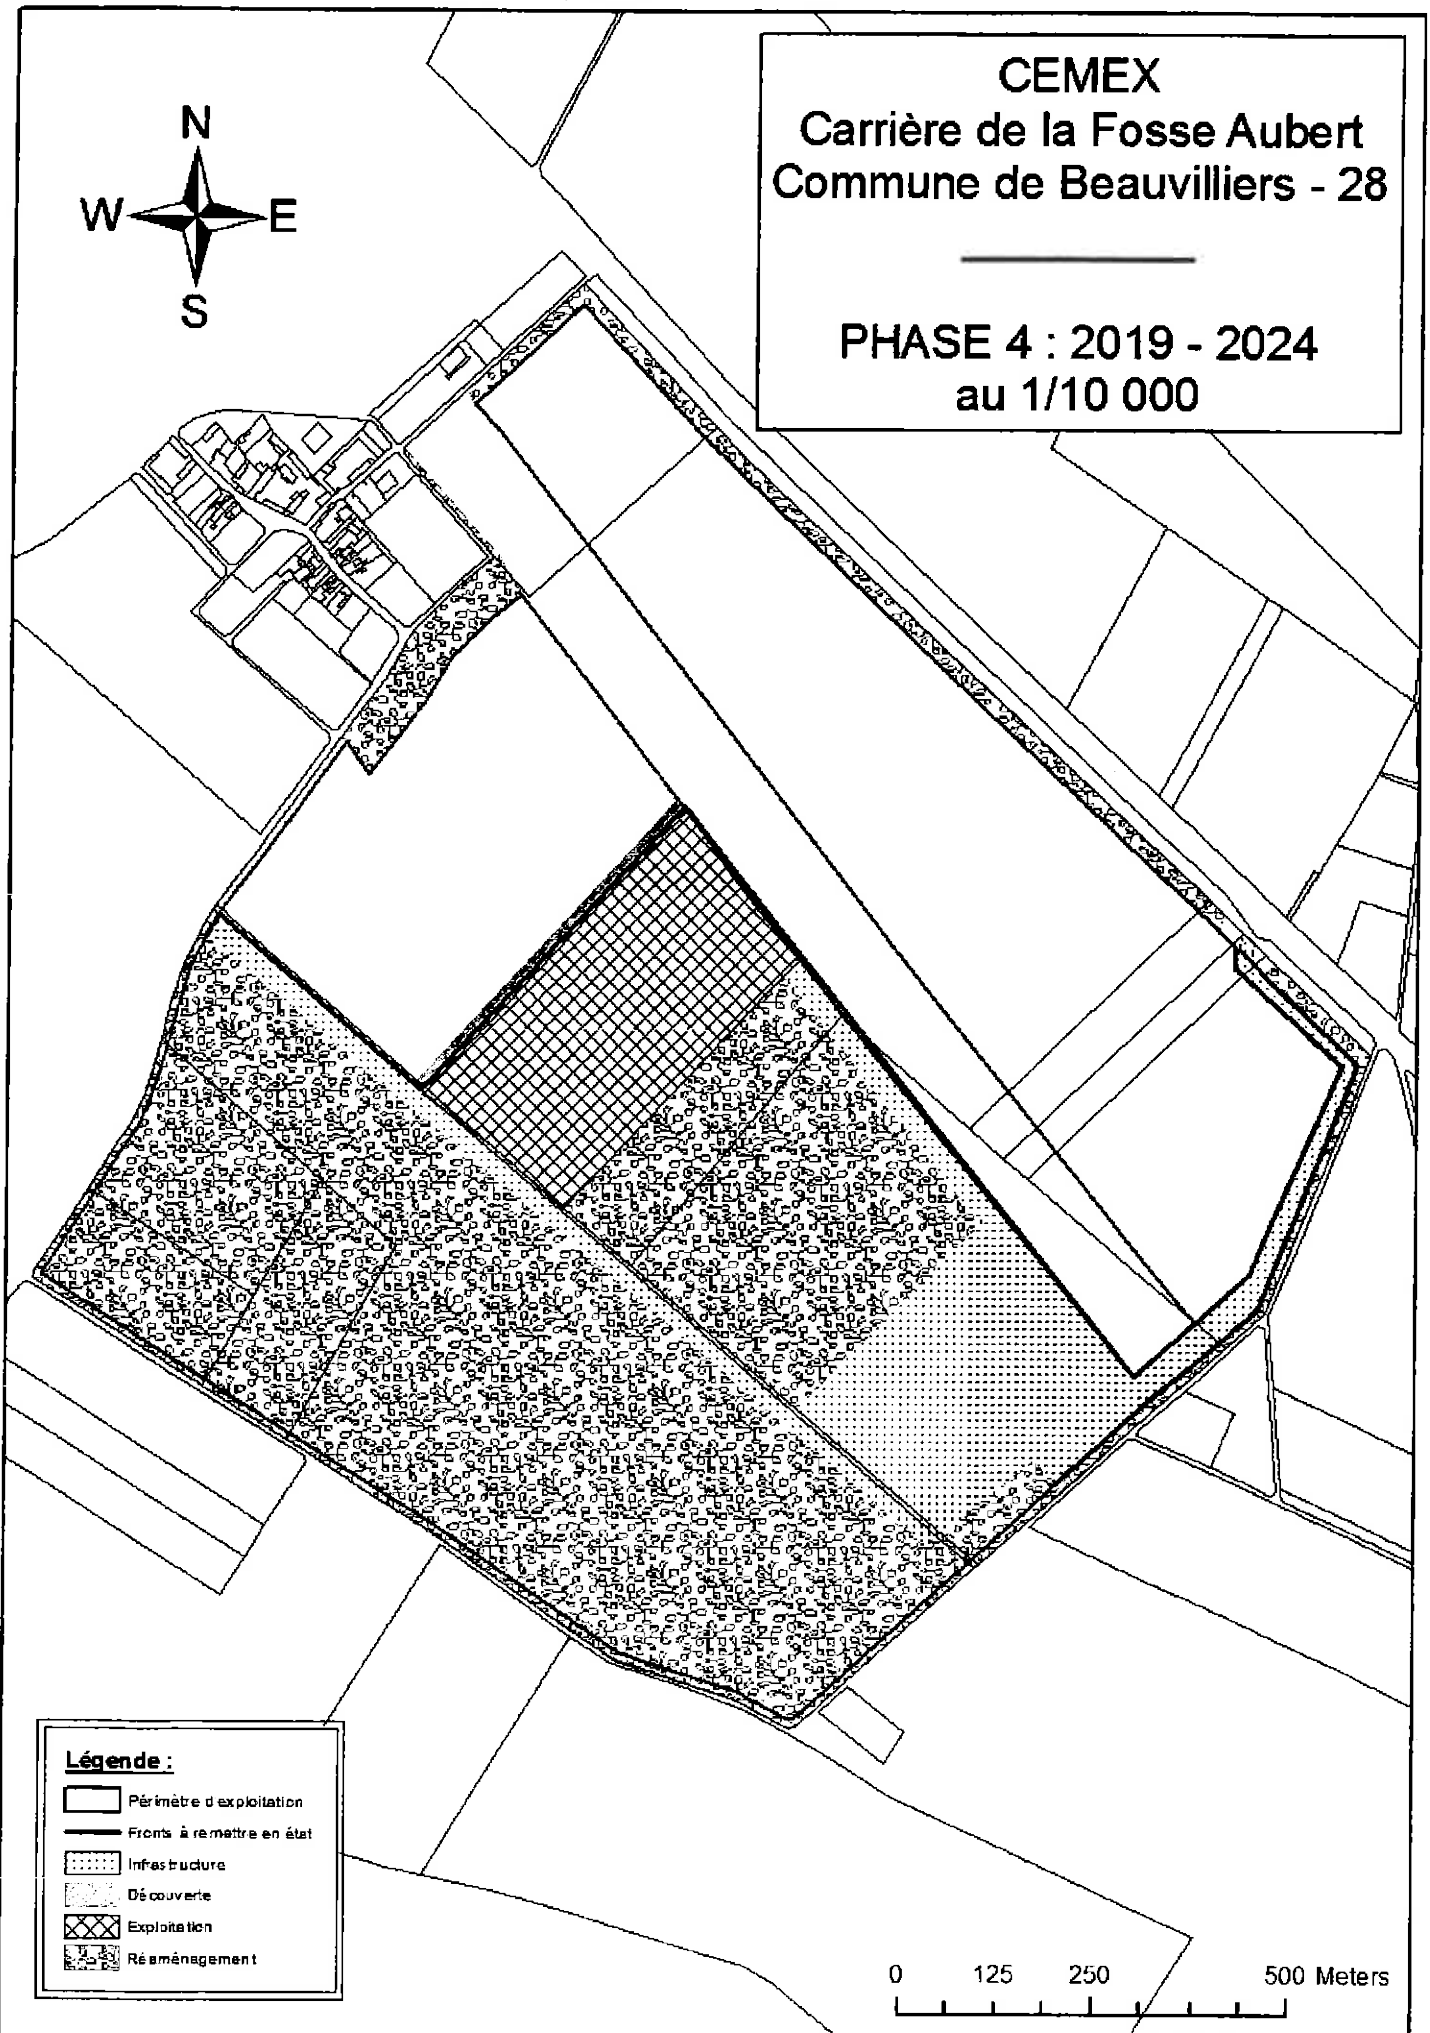 CEMEX
Carrière de la Fosse Aubert
Commune de Beauvilliers - 28
PHASE 4 : 2019 - 2024
au 1/10 000
N
W E
S
Légende :
Périmètre d exploitation
Fronts à remettre en état
Infrastructure
Découverte
Exploitation
Réaménagement
0 125 250 500 Meters